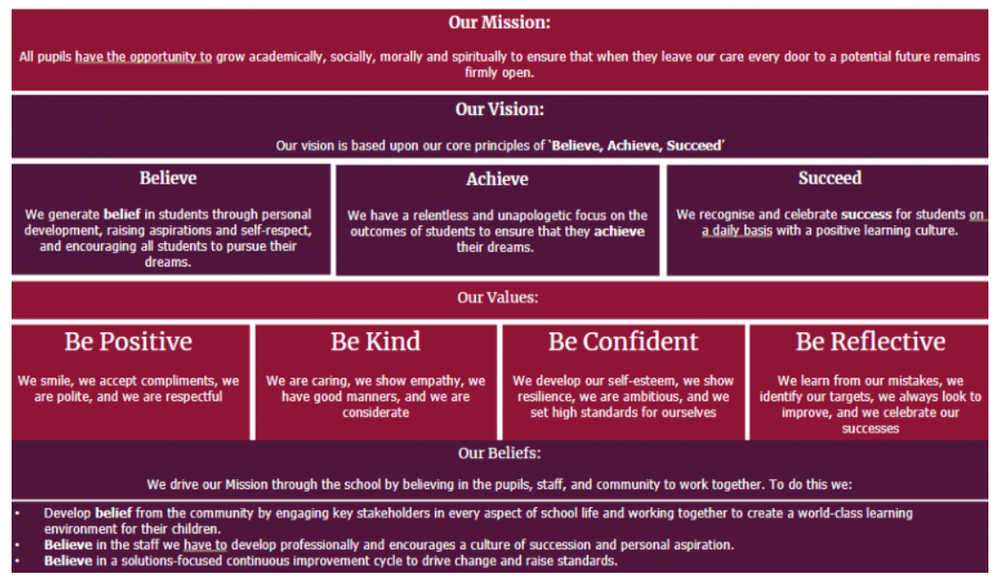 Our Mission:
All pupils have the opportunity to grow academically, socially, morally and spiritually to ensure that when they leave our care every door to a potential future remains
firmly open.
Our Vision:
Our vision is based upon our core principles of ‘Believe, Achieve, Succeed’
Believe
We generate belief in students through personal
development, raising aspirations and self-respect,
and encouraging all students to pursue their
dreams.
Achieve
We have a relentless and unapologetic focus on the
outcomes of students to ensure that they achieve
their dreams.
Succeed
We recognise and celebrate success for students on
a daily basis with a positive learning culture.
Our Values:
Be Positive
We smile, we accept compliments, we
are polite, and we are respectful
Be Kind
We are caring, we show empathy, we
have good manners, and we are
considerate
Be Confident
We develop our self-esteem, we show
resilience, we are ambitious, and we
set high standards for ourselves
Be Reflective
We learn from our mistakes, we
identify our targets, we always look to
improve, and we celebrate our
successes
Our Beliefs:
We drive our Mission through the school by believing in the pupils, staff, and community to work together. To do this we:
• Develop belief from the community by engaging key stakeholders in every aspect of school life and working together to create a world-class learning
environment for their children.
• Believe in the staff we have to develop professionally and encourages a culture of succession and personal aspiration.
• Believe in a solutions-focused continuous improvement cycle to drive change and raise standards.